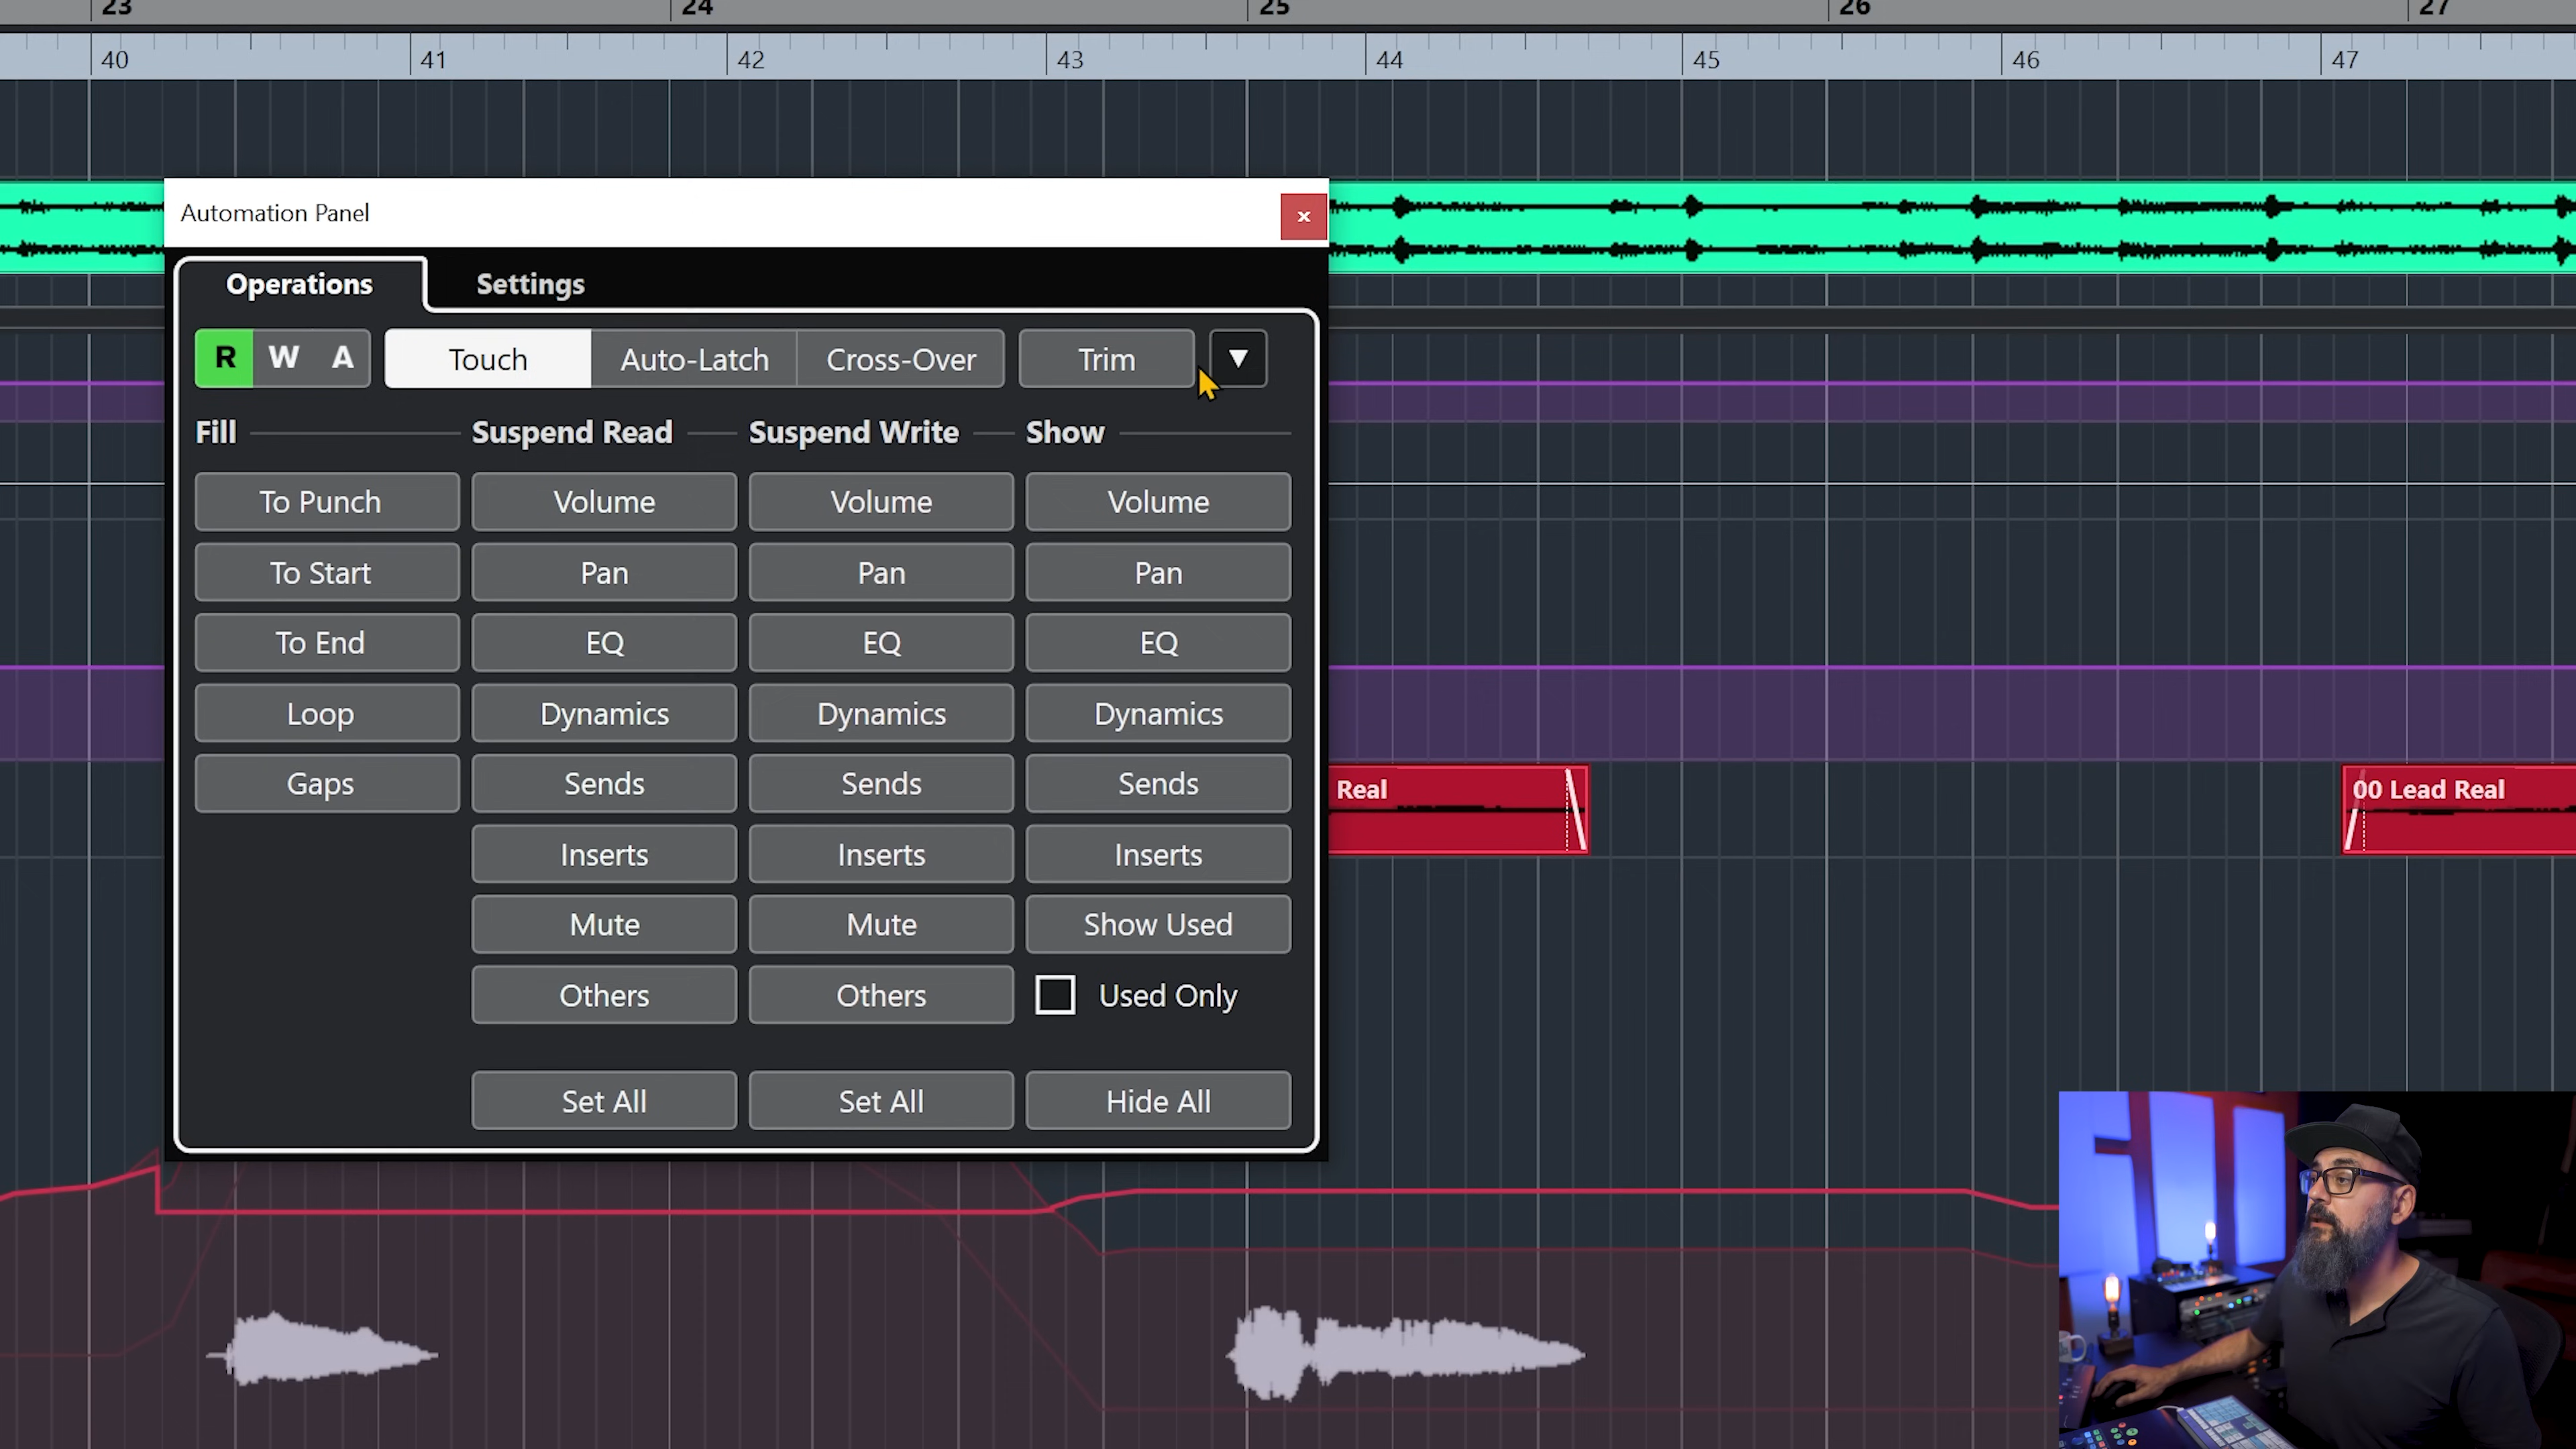 23 24 25 26 27
40 41 42 43 44 45 46 47
Automation Panel x
Operations Settings
R W A Touch Auto-Latch Cross-Over Trim
Fill Suspend Read Suspend Write Show
To Punch Volume Volume Volume
To Start Pan Pan Pan
To End EQ EQ EQ
Loop Dynamics Dynamics Dynamics
Gaps Sends Sends Sends
Real 00 Lead Real
Inserts Inserts Inserts
Mute Mute Show Used
Others Others Used Only
Set All Set All Hide All